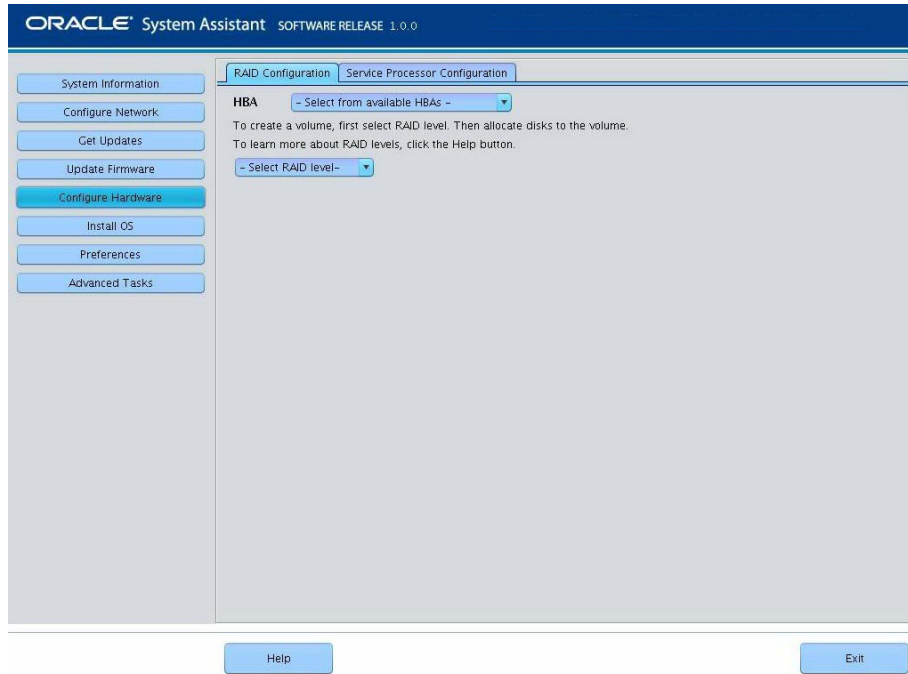 ORACLE® System Assistant SOFTWARE RELEASE 1.0.0
System Information
Configure Network
Get Updates
Update Firmware
Configure Hardware
Install OS
Preferences
Advanced Tasks
RAID Configuration Service Processor Configuration
HBA - Select from available HBAs -
To create a volume, first select RAID level. Then allocate disks to the volume.
To learn more about RAID levels, click the Help button.
- Select RAID level-
Help Exit